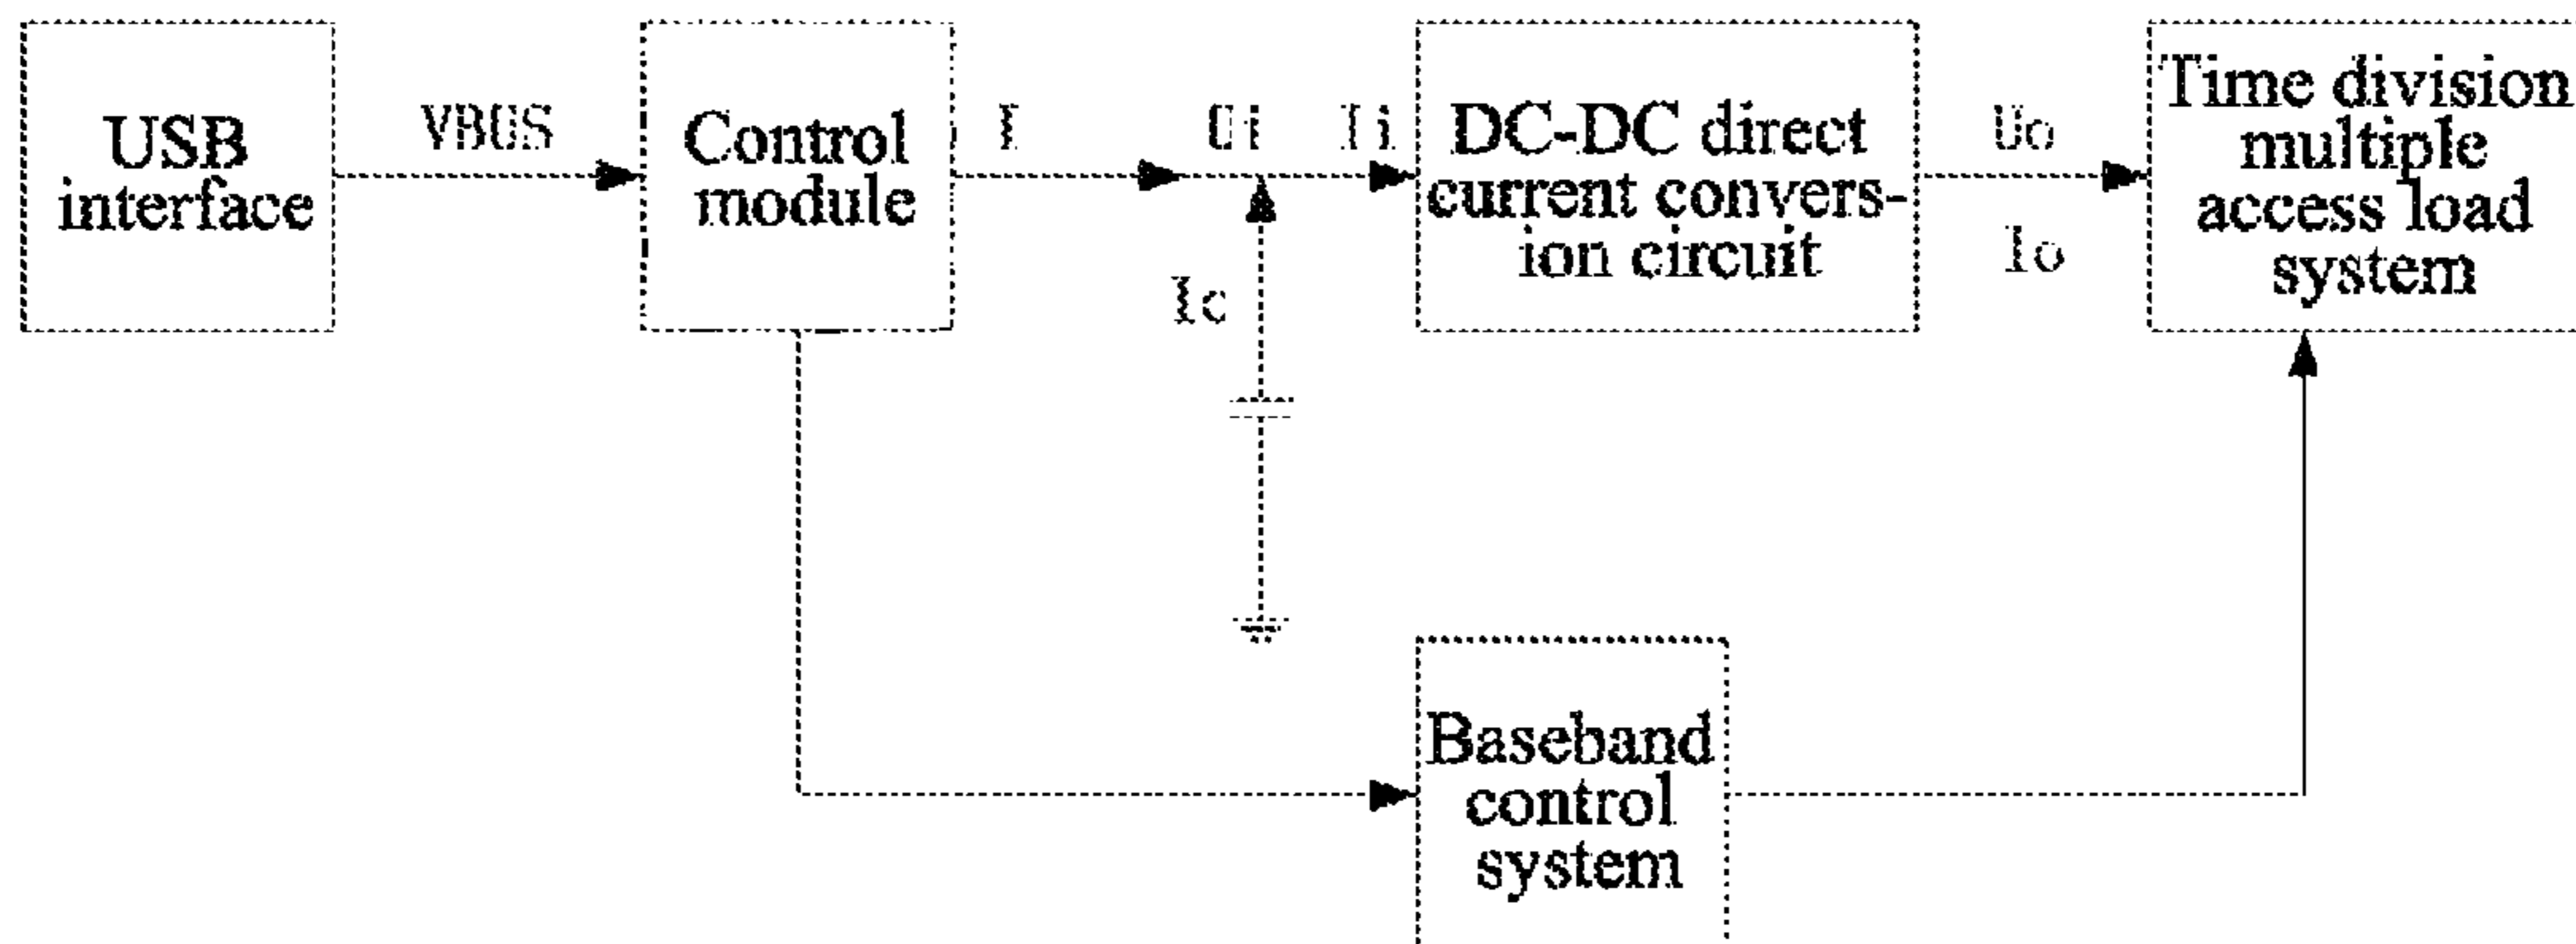 USB
interface
VBUS
Control
module
I
Ui
Ii
Ic
DC-DC direct
current convers-
ion circuit
Uo
Io
Time division
multiple
access load
system
Baseband
control
system